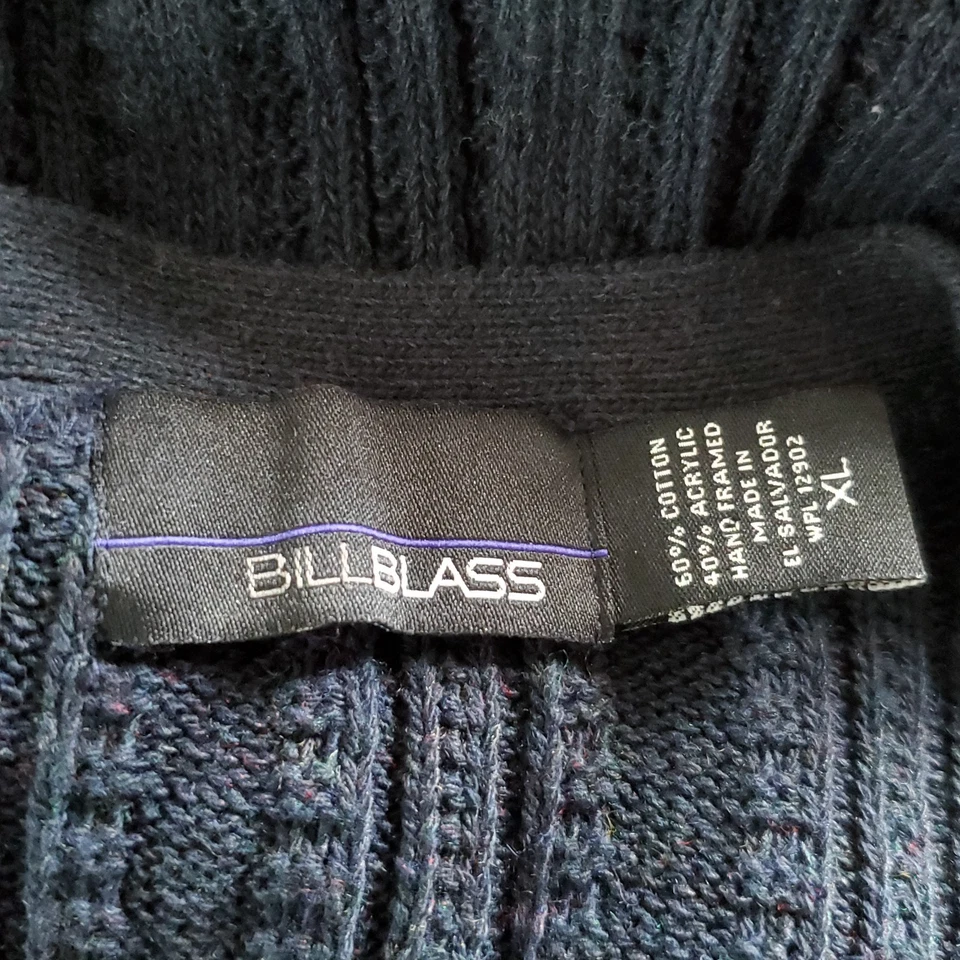 BILLBLASS
60% COTTON
40% ACRYLIC
HAND FRAMED
MADE IN
EL SALVADOR
WPL 12902
XL